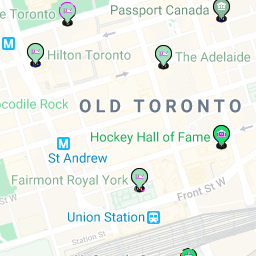 Passport Canada
e Toronto
M
Hilton Toronto
The Adelaide
ocodile Rock
OLD TORONTO
Hockey Hall of Fame
M
St Andrew
Fairmont Royal York
Front St W
Union Station
Station St